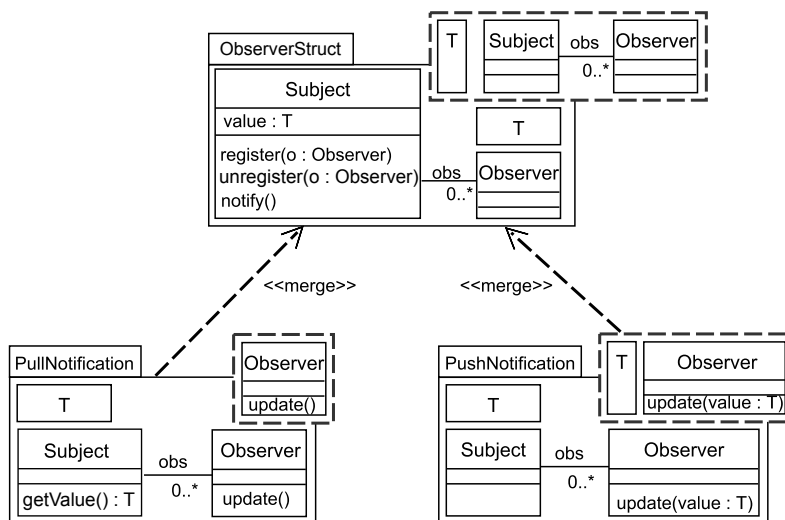 ObserverStruct
T
Subject
obs
0..*
Observer
Subject
value : T
register(o : Observer)
unregister(o : Observer)
notify()
T
obs
0..*
Observer
<<merge>>
<<merge>>
PullNotification
Observer
update()
T
Subject
getValue() : T
obs
0..*
Observer
update()
PushNotification
T
Observer
update(value : T)
T
Subject
obs
0..*
Observer
update(value : T)